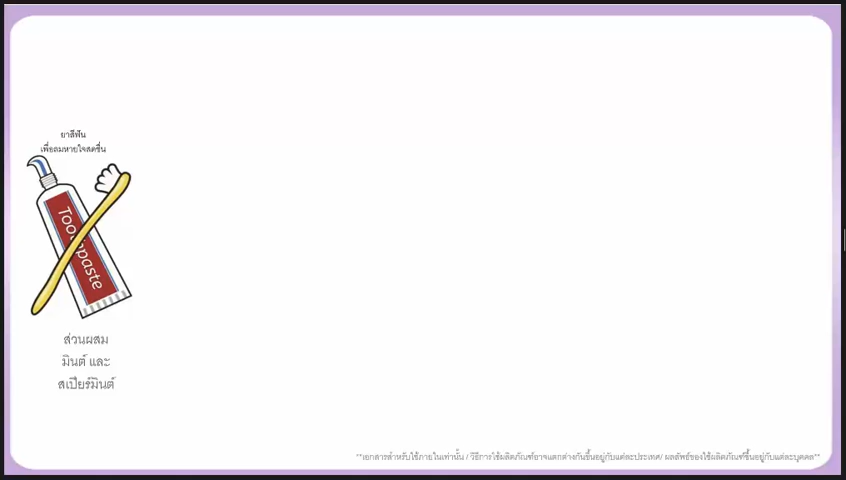 ยาสีฟัน
เพื่อลมหายใจสดชื่น
Toothpaste
ส่วนผสม
มินต์ และ
สเปียร์มินต์
**เอกสารสำหรับใช้ภายในเท่านั้น / วิธีการใช้ผลิตภัณฑ์อาจแตกต่างกันขึ้นอยู่กับแต่ละประเทศ/ ผลลัพธ์ของใช้ผลิตภัณฑ์ขึ้นอยู่กับแต่ละบุคคล**